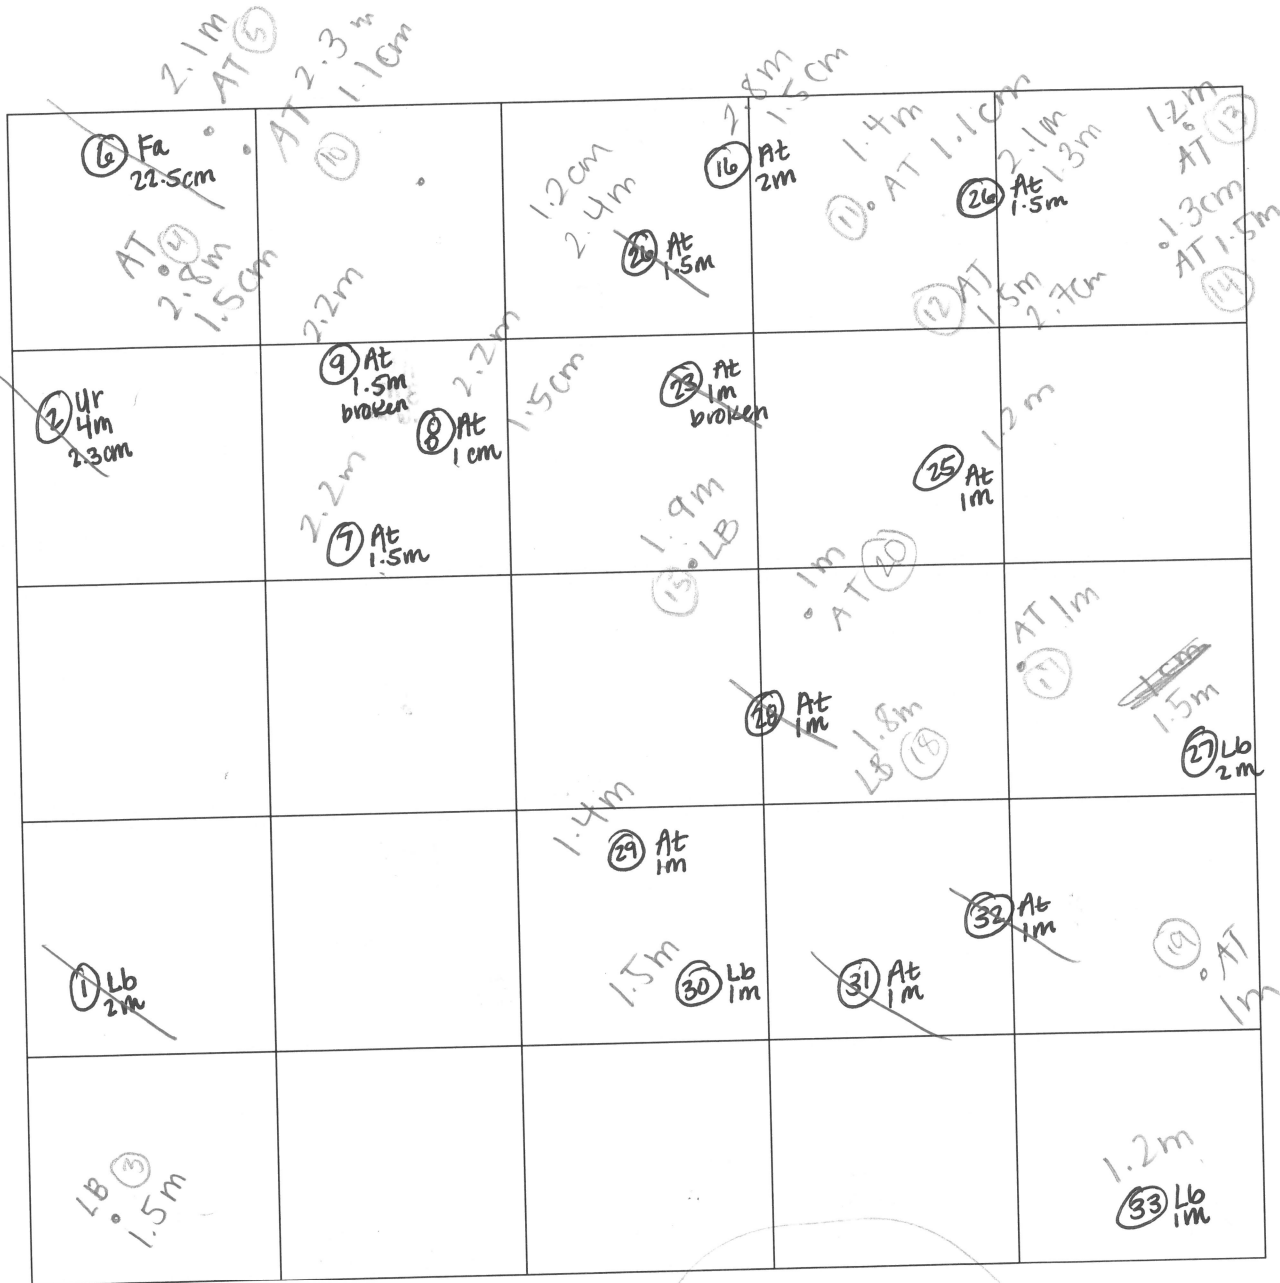 2.1m
AT 5
AT 2.3m
1.1cm
10
6 Fa
22.5cm
AT 4
2.8m
1.5cm
1.2cm
2.4m
26 At
1.5m
2.8m
1.5cm
16 At
2m
1.4m
11 AT 1.1cm
2.1m
1.3m
26 At
1.5m
12 AT
1.5m
2.7cm
12m
AT 13
1.3cm
AT 1.5m
14
2 Ur
4m
2.3cm
2.2m
9 At
1.5m
broken
2.2m
1.5cm
8 At
1cm
2.2m
7 At
1.5m
23 At
1m
broken
1.9m
15 LB
1.2m
25 At
1m
1m
AT 20
AT 1m
17
28 At
1m
1.8m
LB 18
1cm
1.5m
27 Lb
2m
1.4m
29 At
1m
32 At
1m
1 Lb
2m
1.5m
30 Lb
1m
31 At
1m
19 AT
1m
LB 3
1.5m
1.2m
33 Lb
1m